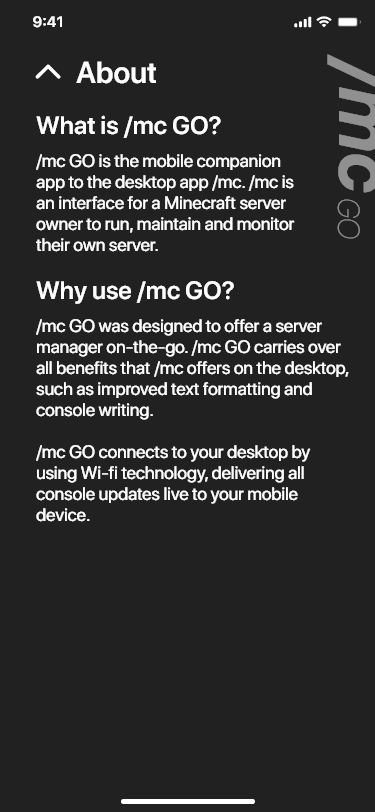 9:41
About
/mc GO
What is /mc GO?
/mc GO is the mobile companion
app to the desktop app /mc. /mc is
an interface for a Minecraft server
owner to run, maintain and monitor
their own server.
Why use /mc GO?
/mc GO was designed to offer a server
manager on-the-go. /mc GO carries over
all benefits that /mc offers on the desktop,
such as improved text formatting and
console writing.
/mc GO connects to your desktop by
using Wi-fi technology, delivering all
console updates live to your mobile
device.